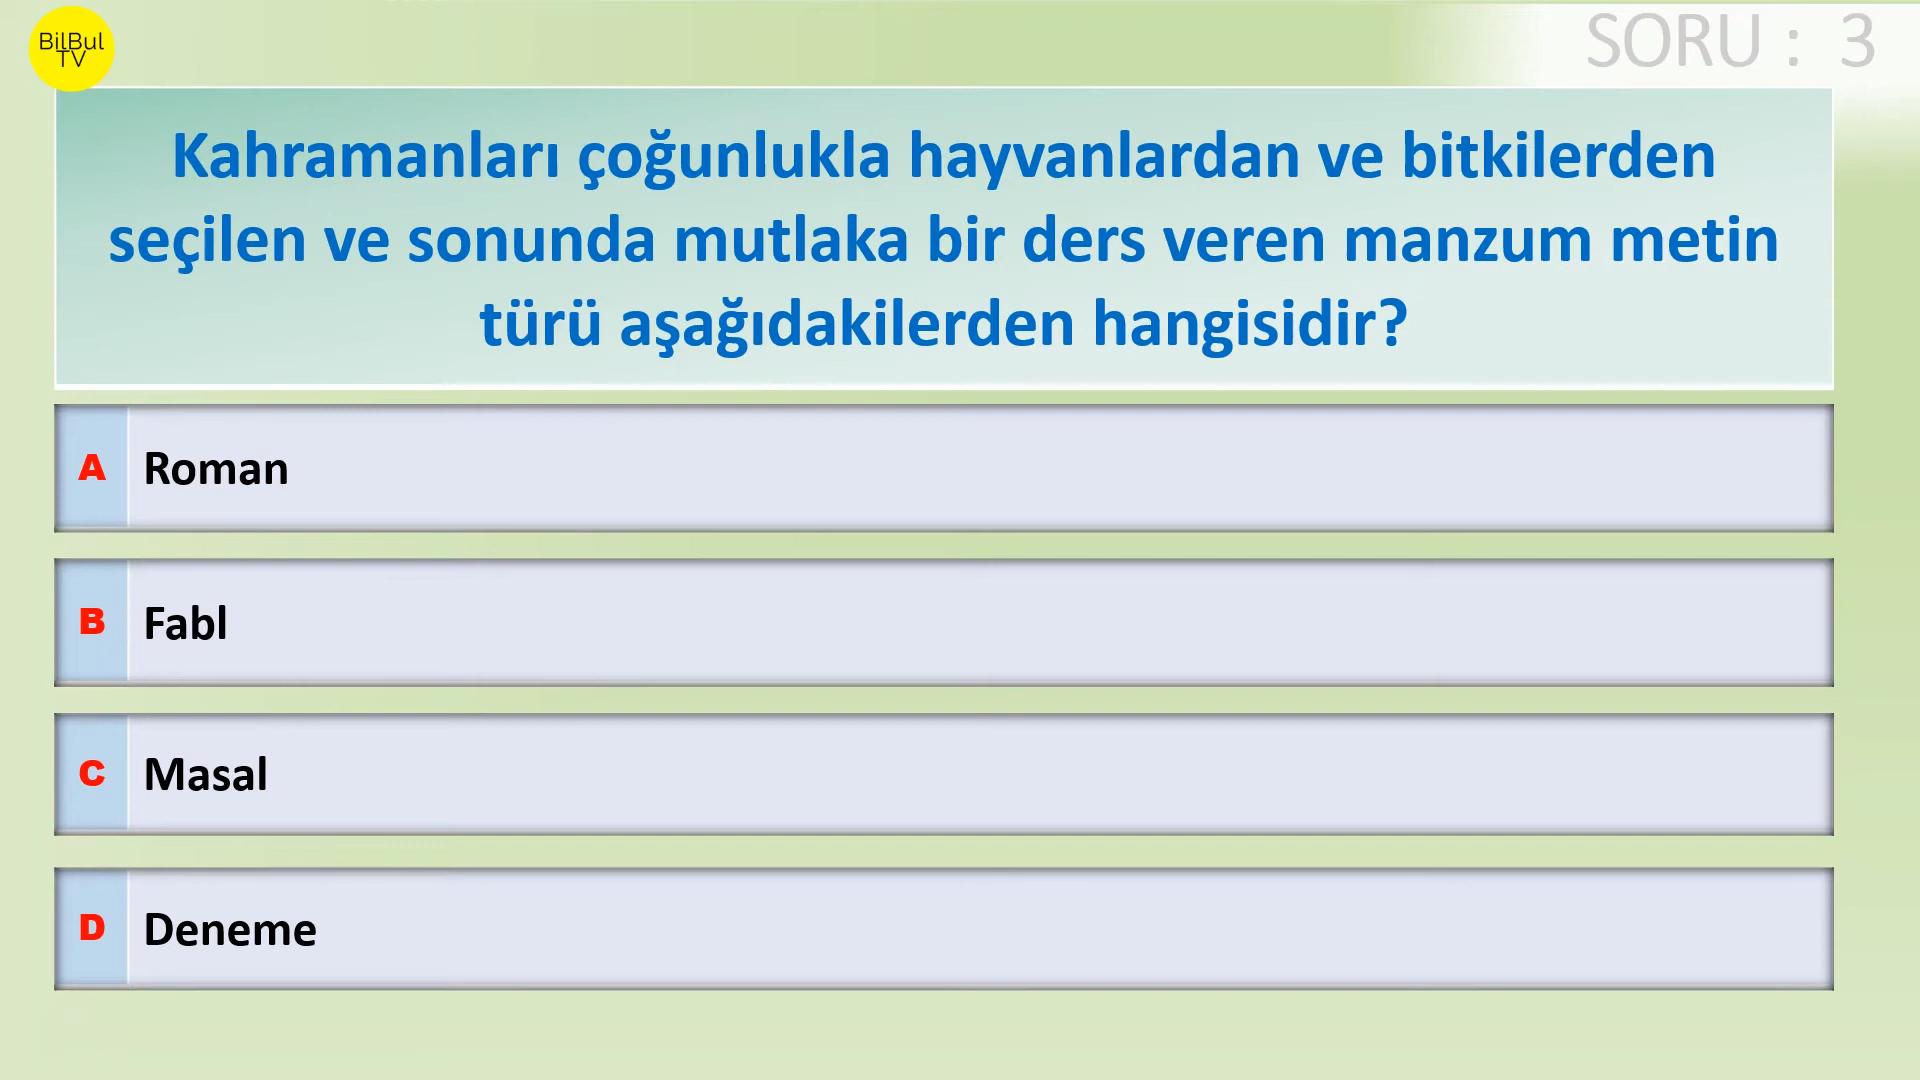 BilBul
TV
SORU : 3
Kahramanları çoğunlukla hayvanlardan ve bitkilerden
seçilen ve sonunda mutlaka bir ders veren manzum metin
türü aşağıdakilerden hangisidir?
A Roman
B Fabl
C Masal
D Deneme